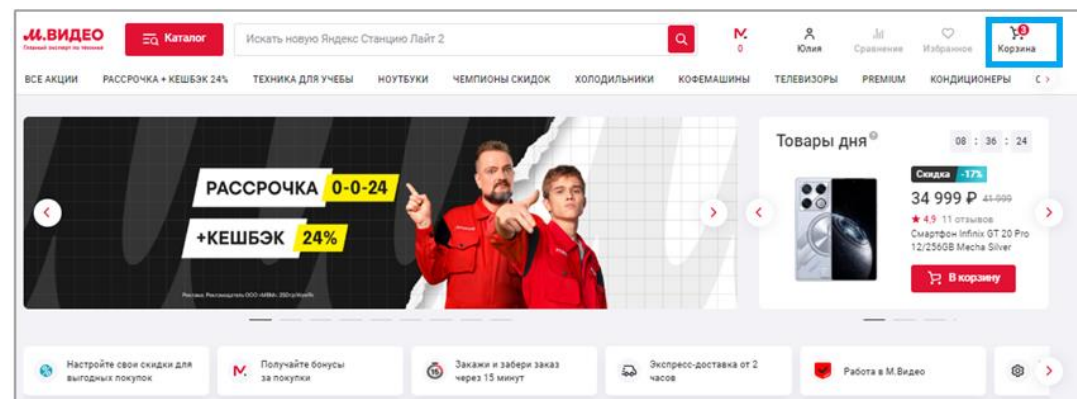 М.ВИДЕО
Главный эксперт по технике
Каталог
Искать новую Яндекс Станцию Лайт 2
М.
0
Юлия
Сравнение
Избранное
3
Корзина
ВСЕ АКЦИИ РАССРОЧКА + КЕШБЭК 24% ТЕХНИКА ДЛЯ УЧЕБЫ НОУТБУКИ ЧЕМПИОНЫ СКИДОК ХОЛОДИЛЬНИКИ КОФЕМАШИНЫ ТЕЛЕВИЗОРЫ PREMIUM КОНДИЦИОНЕРЫ С
РАССРОЧКА 0-0-24
+КЕШБЭК 24%
Товары дня
08 : 36 : 24
Скидка -17%
34 999 ₽ 41 999
4,9 11 отзывов
Смартфон Infinix GT 20 Pro
12/256GB Mecha Silver
В корзину
Настройте свои скидки для
выгодных покупок
М.
Получайте бонусы
за покупки
15
Закажи и забери заказ
через 15 минут
Экспресс-доставка от 2
часов
Работа в М.Видео